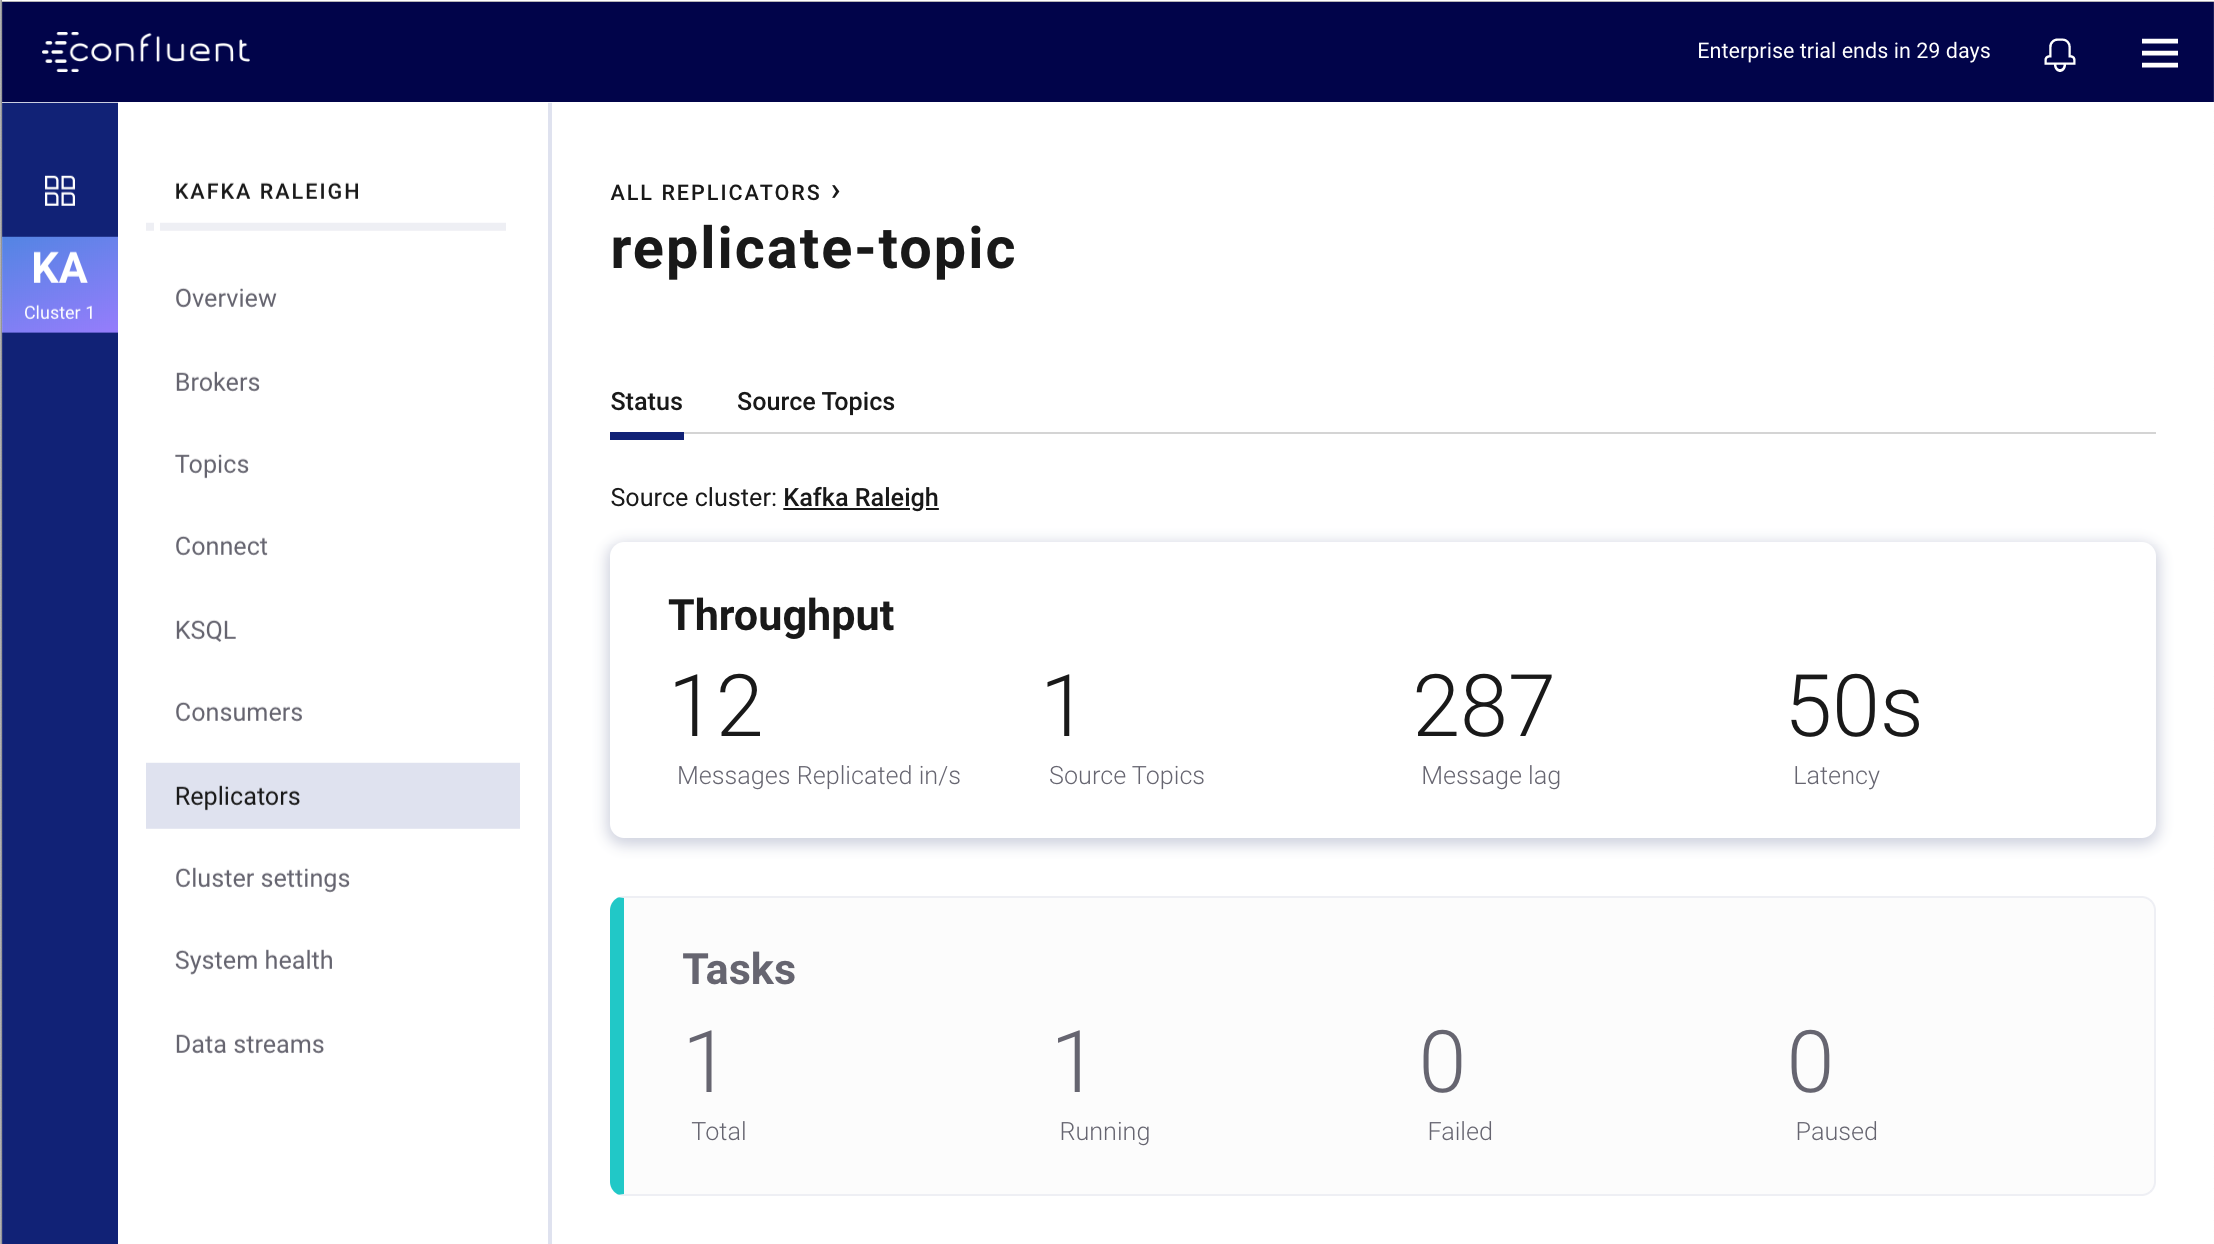 confluent
Enterprise trial ends in 29 days
KA
Cluster 1
KAFKA RALEIGH
Overview
Brokers
Topics
Connect
KSQL
Consumers
Replicators
Cluster settings
System health
Data streams
ALL REPLICATORS ›
replicate-topic
Status Source Topics
Source cluster: Kafka Raleigh
Throughput
12 1 287 50s
Messages Replicated in/s Source Topics Message lag Latency
Tasks
1 1 0 0
Total Running Failed Paused